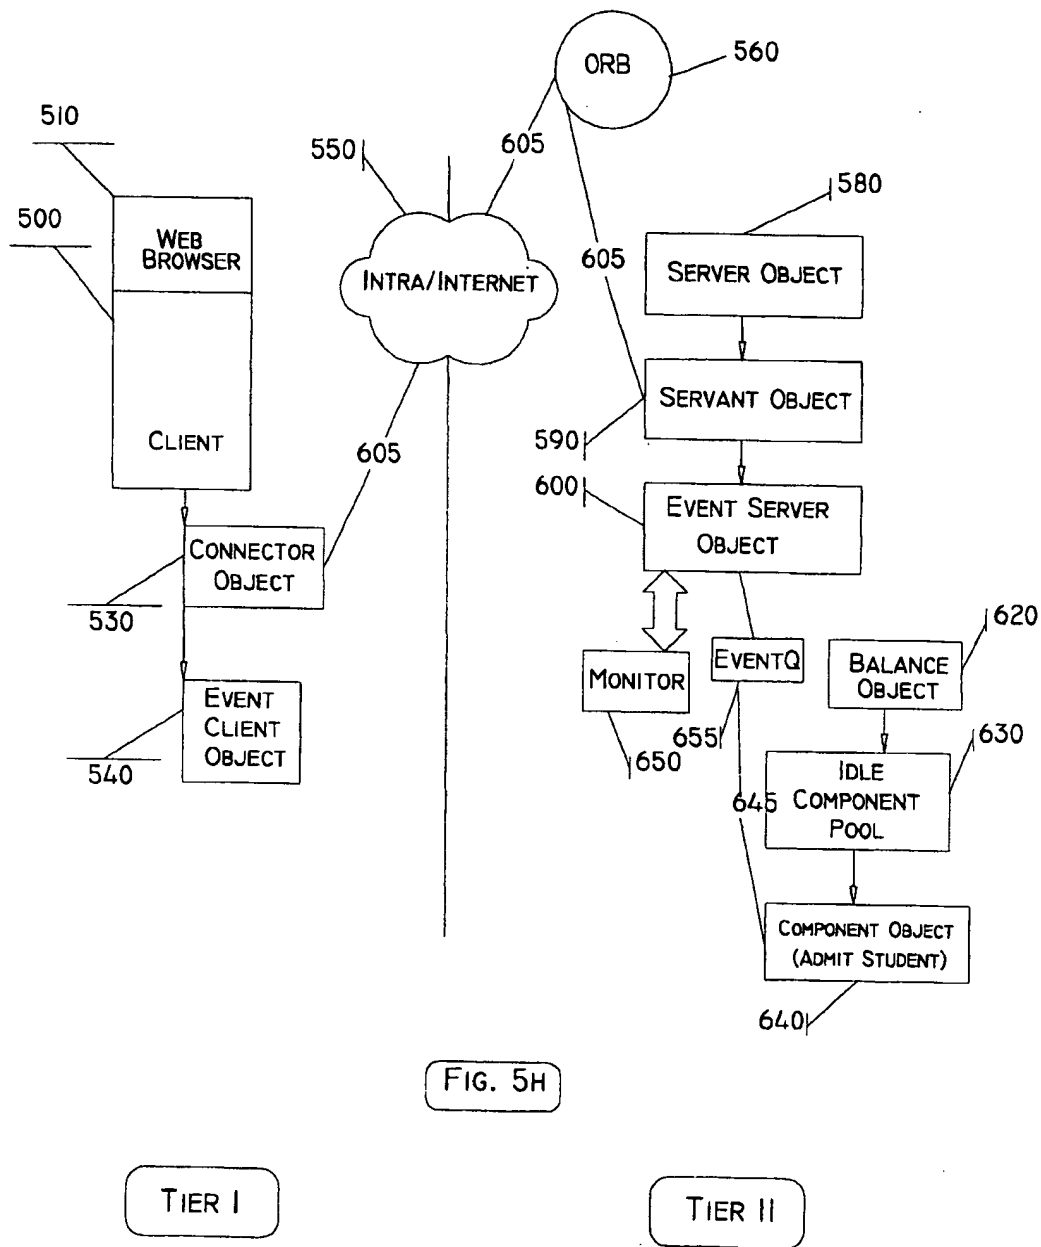 ORB
560
510
605
550
580
500
WEB
BROWSER
605
INTRA/INTERNET
SERVER OBJECT
SERVANT OBJECT
CLIENT
590
605
600
EVENT SERVER
OBJECT
CONNECTOR
OBJECT
530
620
EVENTQ
BALANCE
OBJECT
MONITOR
EVENT
CLIENT
OBJECT
655
630
650
540
IDLE
COMPONENT
POOL
645
COMPONENT OBJECT
(ADMIT STUDENT)
640
FIG. 5H
TIER I
TIER II